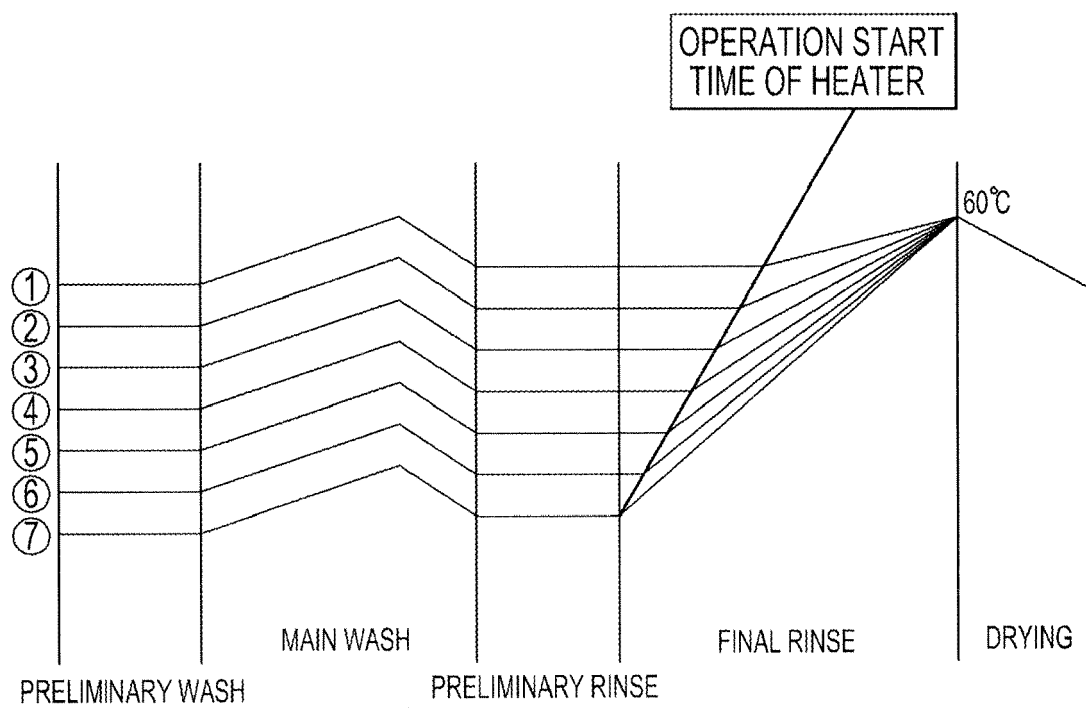 OPERATION START
TIME OF HEATER
60℃
①
②
③
④
⑤
⑥
⑦
MAIN WASH
FINAL RINSE
DRYING
PRELIMINARY WASH
PRELIMINARY RINSE